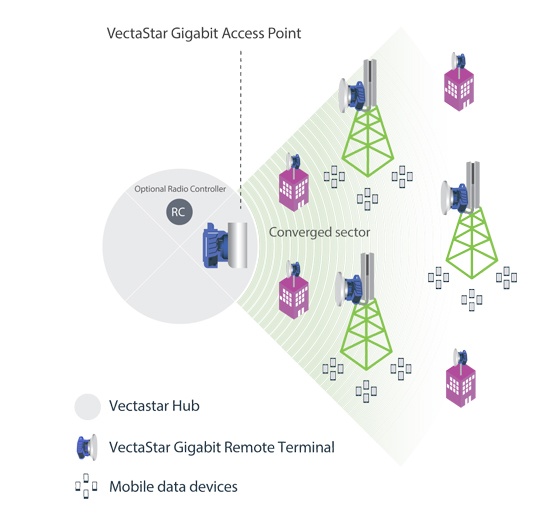 VectaStar Gigabit Access Point
Optional Radio Controller
RC
Converged sector
Vectastar Hub
VectaStar Gigabit Remote Terminal
Mobile data devices